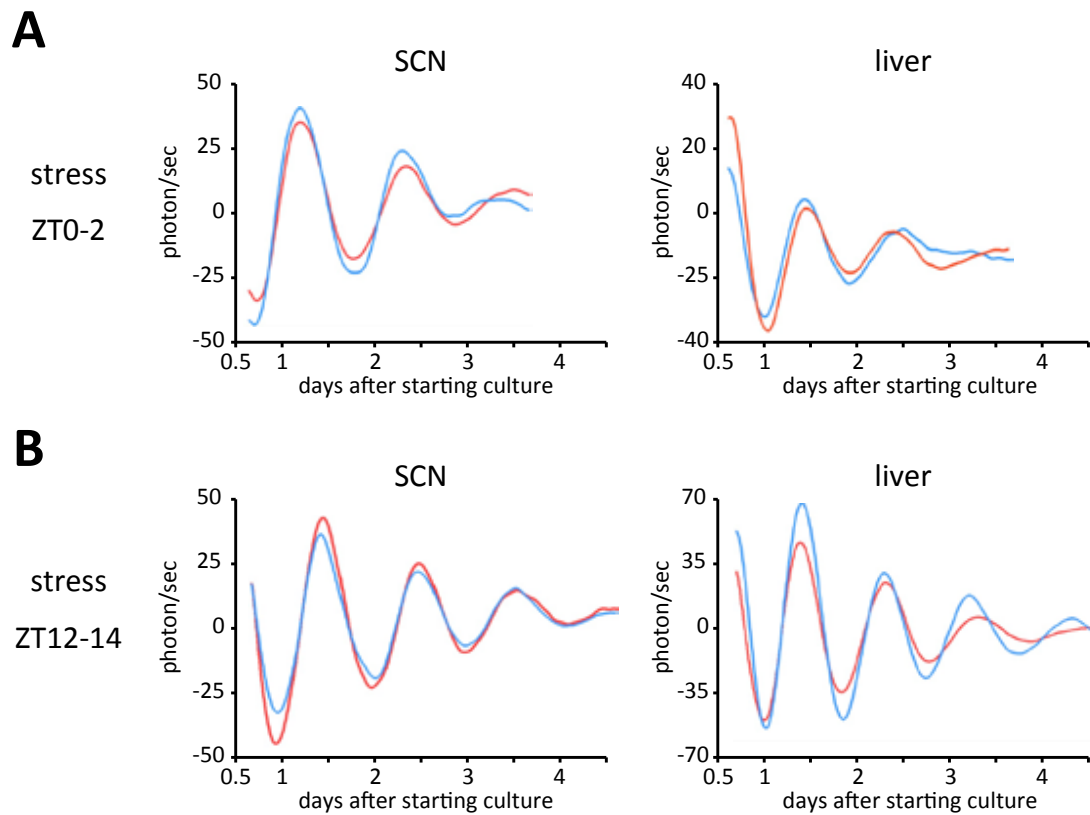 A
SCN
liver
stress
ZT0-2
photon/sec
50
25
0
-25
-50
0.5 1 2 3 4
days after starting culture
photon/sec
40
20
0
-25
-40
0.5 1 2 3 4
days after starting culture
B
SCN
liver
stress
ZT12-14
photon/sec
50
25
0
-25
-50
0.5 1 2 3 4
days after starting culture
photon/sec
70
35
0
-35
-70
0.5 1 2 3 4
days after starting culture